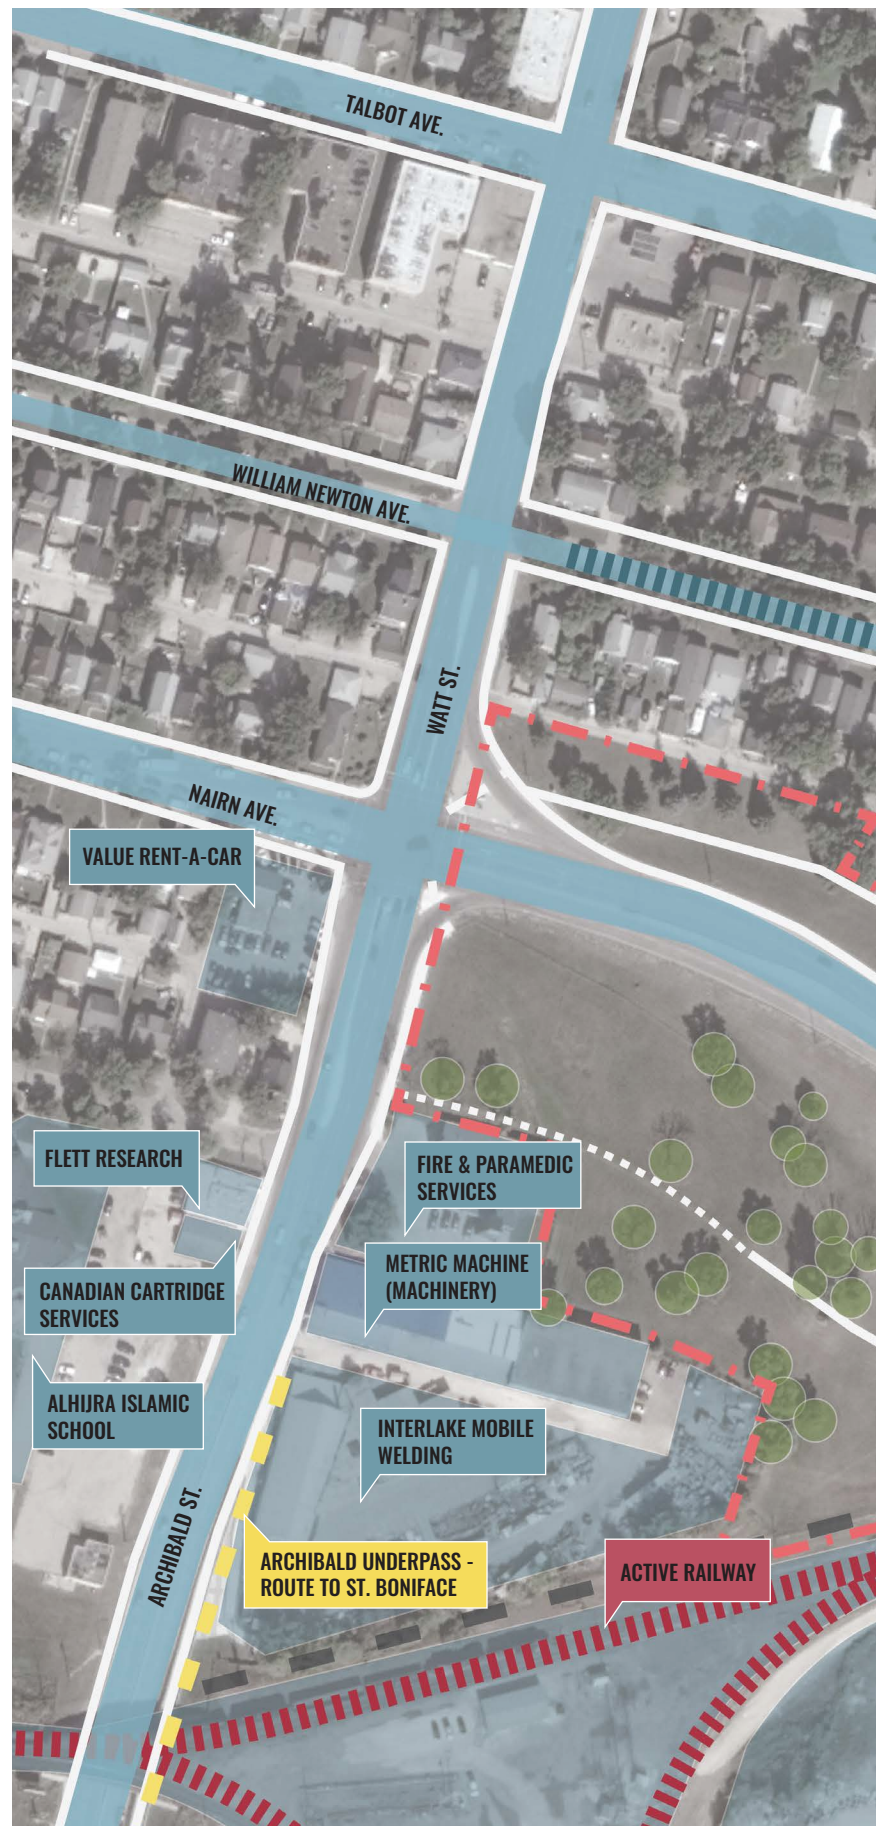 TALBOT AVE.
WILLIAM NEWTON AVE.
WATT ST.
NAIRN AVE.
VALUE RENT-A-CAR
FLETT RESEARCH
FIRE & PARAMEDIC
SERVICES
METRIC MACHINE
(MACHINERY)
CANADIAN CARTRIDGE
SERVICES
ALHIJRA ISLAMIC
SCHOOL
INTERLAKE MOBILE
WELDING
ARCHIBALD ST.
ARCHIBALD UNDERPASS -
ROUTE TO ST. BONIFACE
ACTIVE RAILWAY